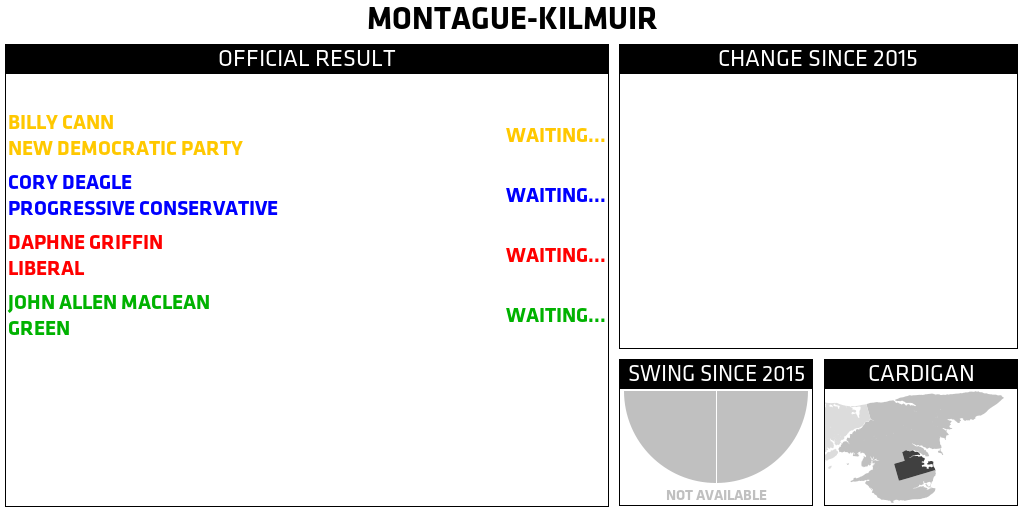 MONTAGUE-KILMUIR
OFFICIAL RESULT
BILLY CANN
NEW DEMOCRATIC PARTY
WAITING...
CORY DEAGLE
PROGRESSIVE CONSERVATIVE
WAITING...
DAPHNE GRIFFIN
LIBERAL
WAITING...
JOHN ALLEN MACLEAN
GREEN
WAITING...
CHANGE SINCE 2015
SWING SINCE 2015
NOT AVAILABLE
CARDIGAN